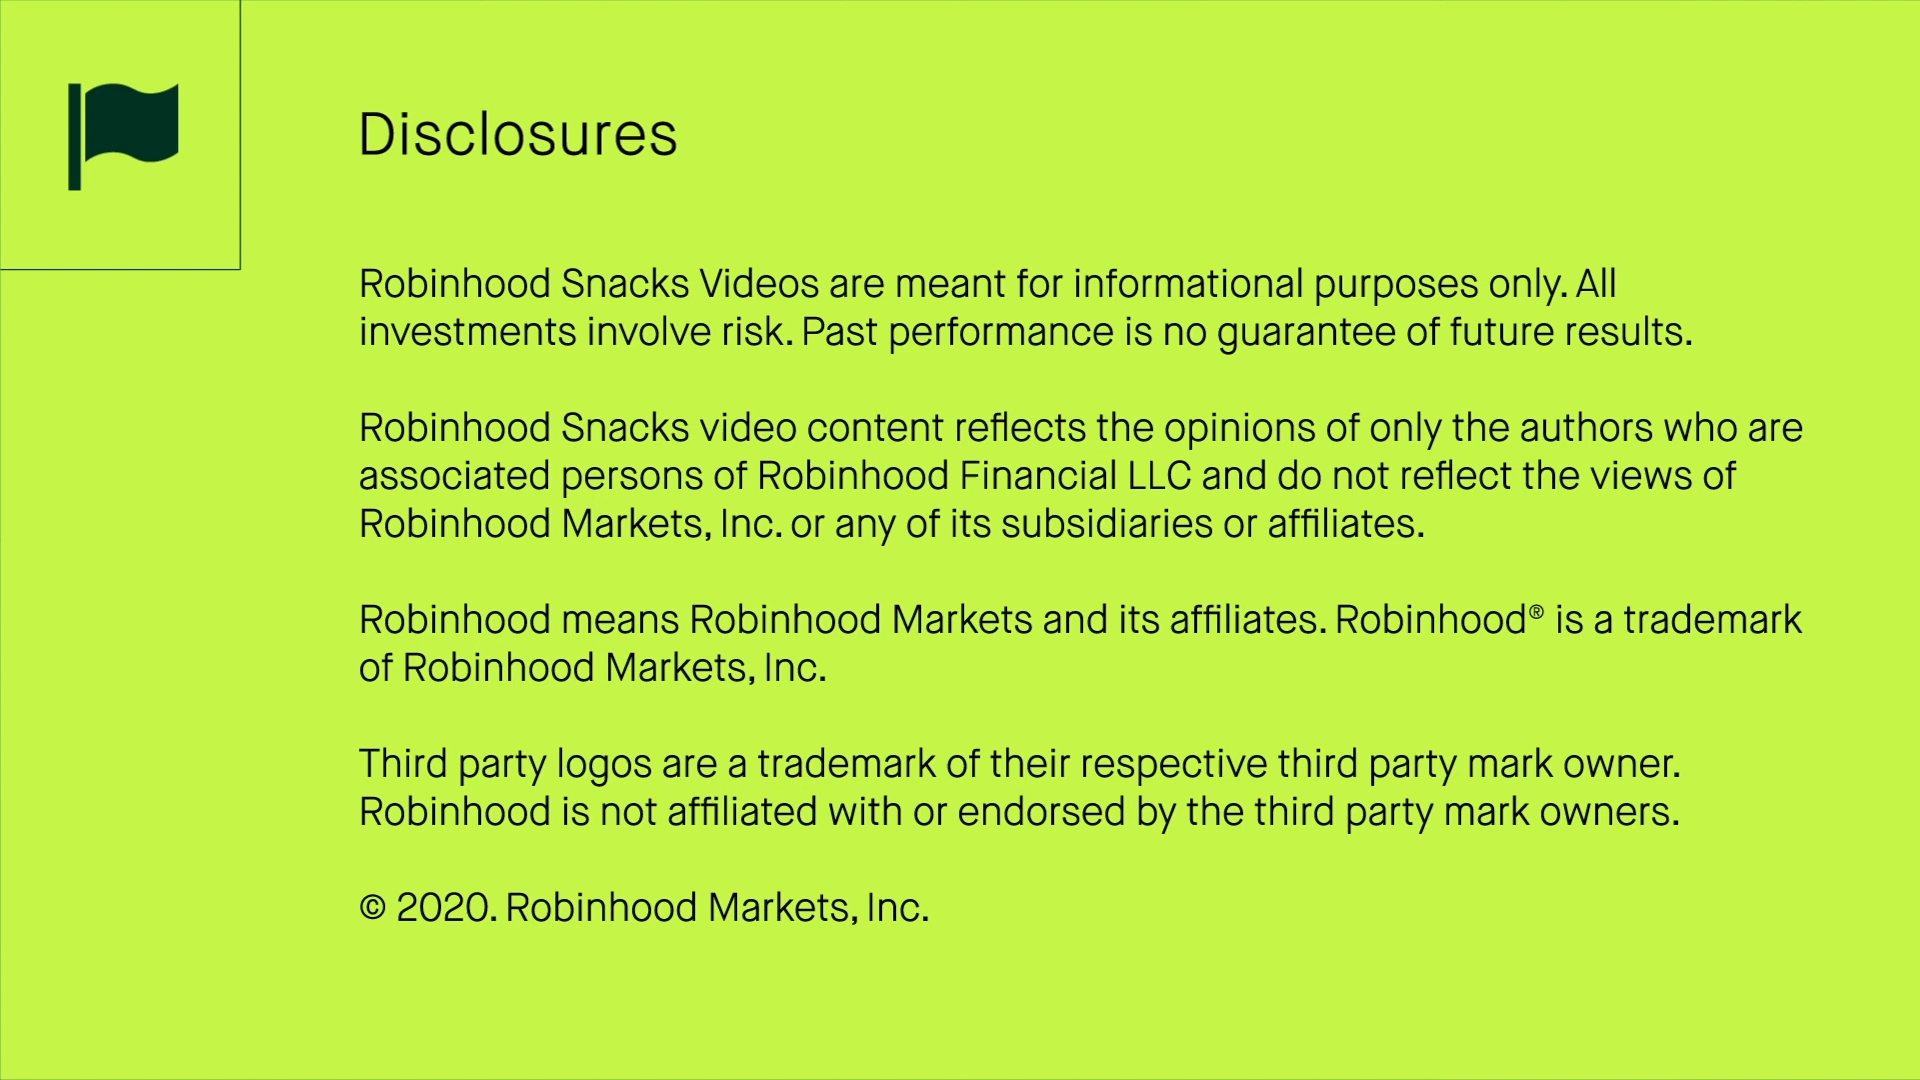 Disclosures
Robinhood Snacks Videos are meant for informational purposes only. All
investments involve risk. Past performance is no guarantee of future results.
Robinhood Snacks video content reflects the opinions of only the authors who are
associated persons of Robinhood Financial LLC and do not reflect the views of
Robinhood Markets, Inc. or any of its subsidiaries or affiliates.
Robinhood means Robinhood Markets and its affiliates. Robinhood® is a trademark
of Robinhood Markets, Inc.
Third party logos are a trademark of their respective third party mark owner.
Robinhood is not affiliated with or endorsed by the third party mark owners.
© 2020. Robinhood Markets, Inc.